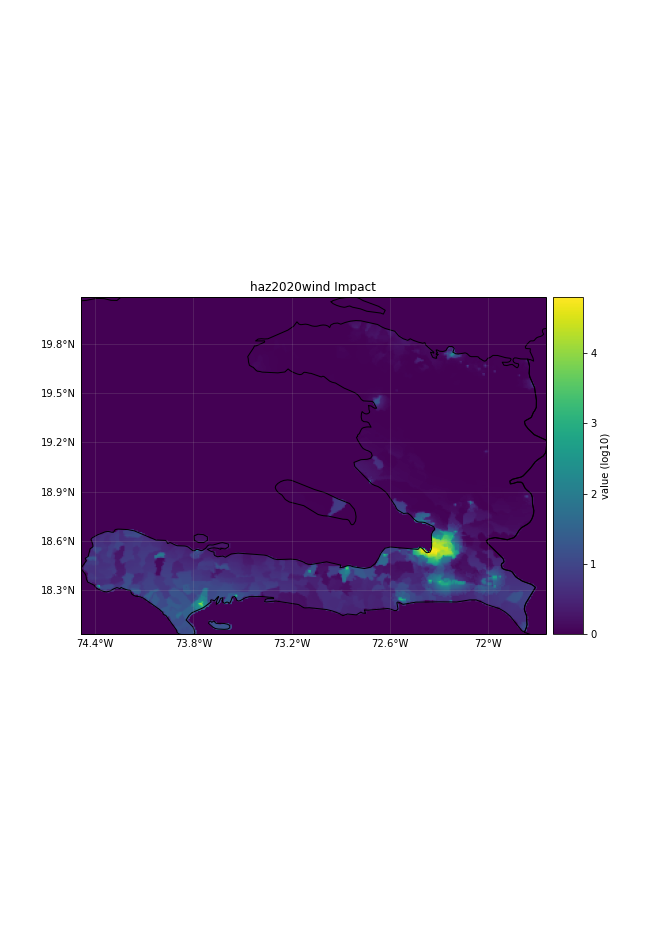 haz2020wind Impact
19.8°N
19.5°N
19.2°N
18.9°N
18.6°N
18.3°N
74.4°W 73.8°W 73.2°W 72.6°W 72°W
4
3
2
1
0
value (log10)